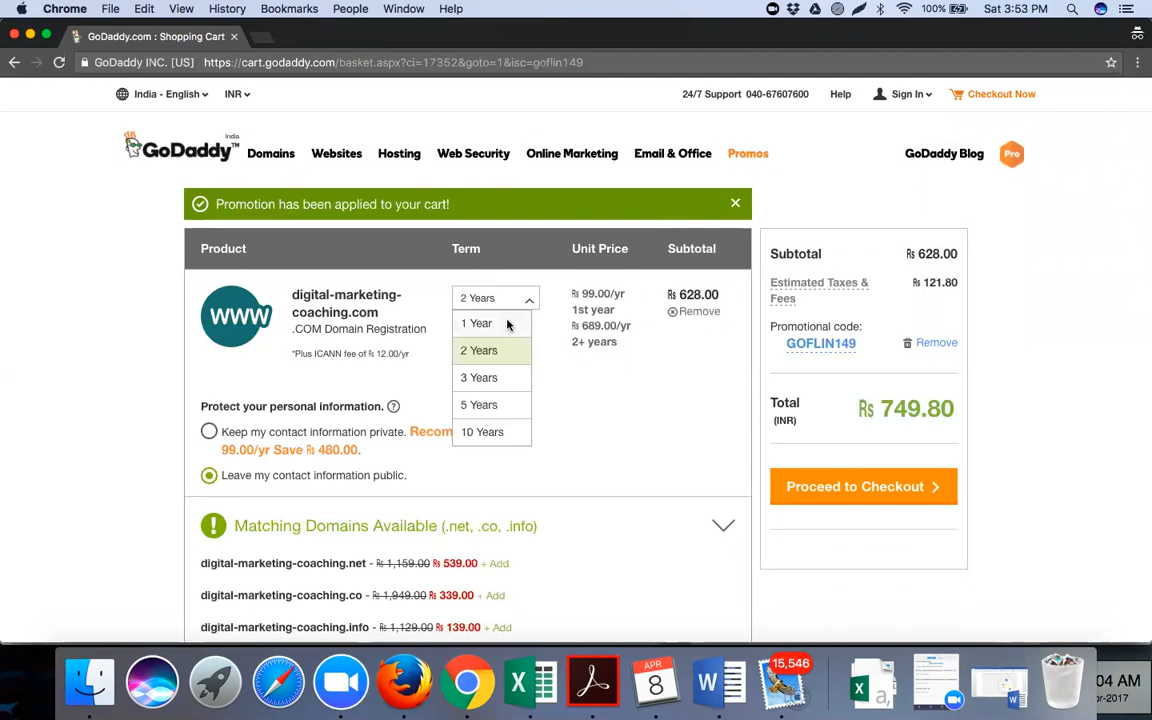 Chrome File Edit View History Bookmarks People Window Help 100% Sat 3:53 PM
GoDaddy.com : Shopping Cart
GoDaddy INC. [US] https://cart.godaddy.com/basket.aspx?ci=17352&goto=1&isc=goflin149
India - English INR 24/7 Support 040-67607600 Help Sign In Checkout Now
India
GoDaddy™ Domains Websites Hosting Web Security Online Marketing Email & Office Promos GoDaddy Blog Pro
Promotion has been applied to your cart!
Product Term Unit Price Subtotal
WWW
digital-marketing-
coaching.com
.COM Domain Registration
*Plus ICANN fee of ₨ 12.00/yr
2 Years
1 Year
2 Years
3 Years
5 Years
10 Years
₨ 99.00/yr
1st year
₨ 689.00/yr
2+ years
₨ 628.00
Remove
Protect your personal information. ?
Keep my contact information private. Recom
99.00/yr Save ₨ 480.00.
Leave my contact information public.
Matching Domains Available (.net, .co, .info)
digital-marketing-coaching.net - ₨ 1,159.00 ₨ 539.00 + Add
digital-marketing-coaching.co - ₨ 1,949.00 ₨ 339.00 + Add
digital-marketing-coaching.info - ₨ 1,129.00 ₨ 139.00 + Add
Subtotal ₨ 628.00
Estimated Taxes & ₨ 121.80
Fees
Promotional code:
GOFLIN149 Remove
Total ₨ 749.80
(INR)
Proceed to Checkout
15,546
APR
8
X
W
X
a,
W
:04 AM
r-2017